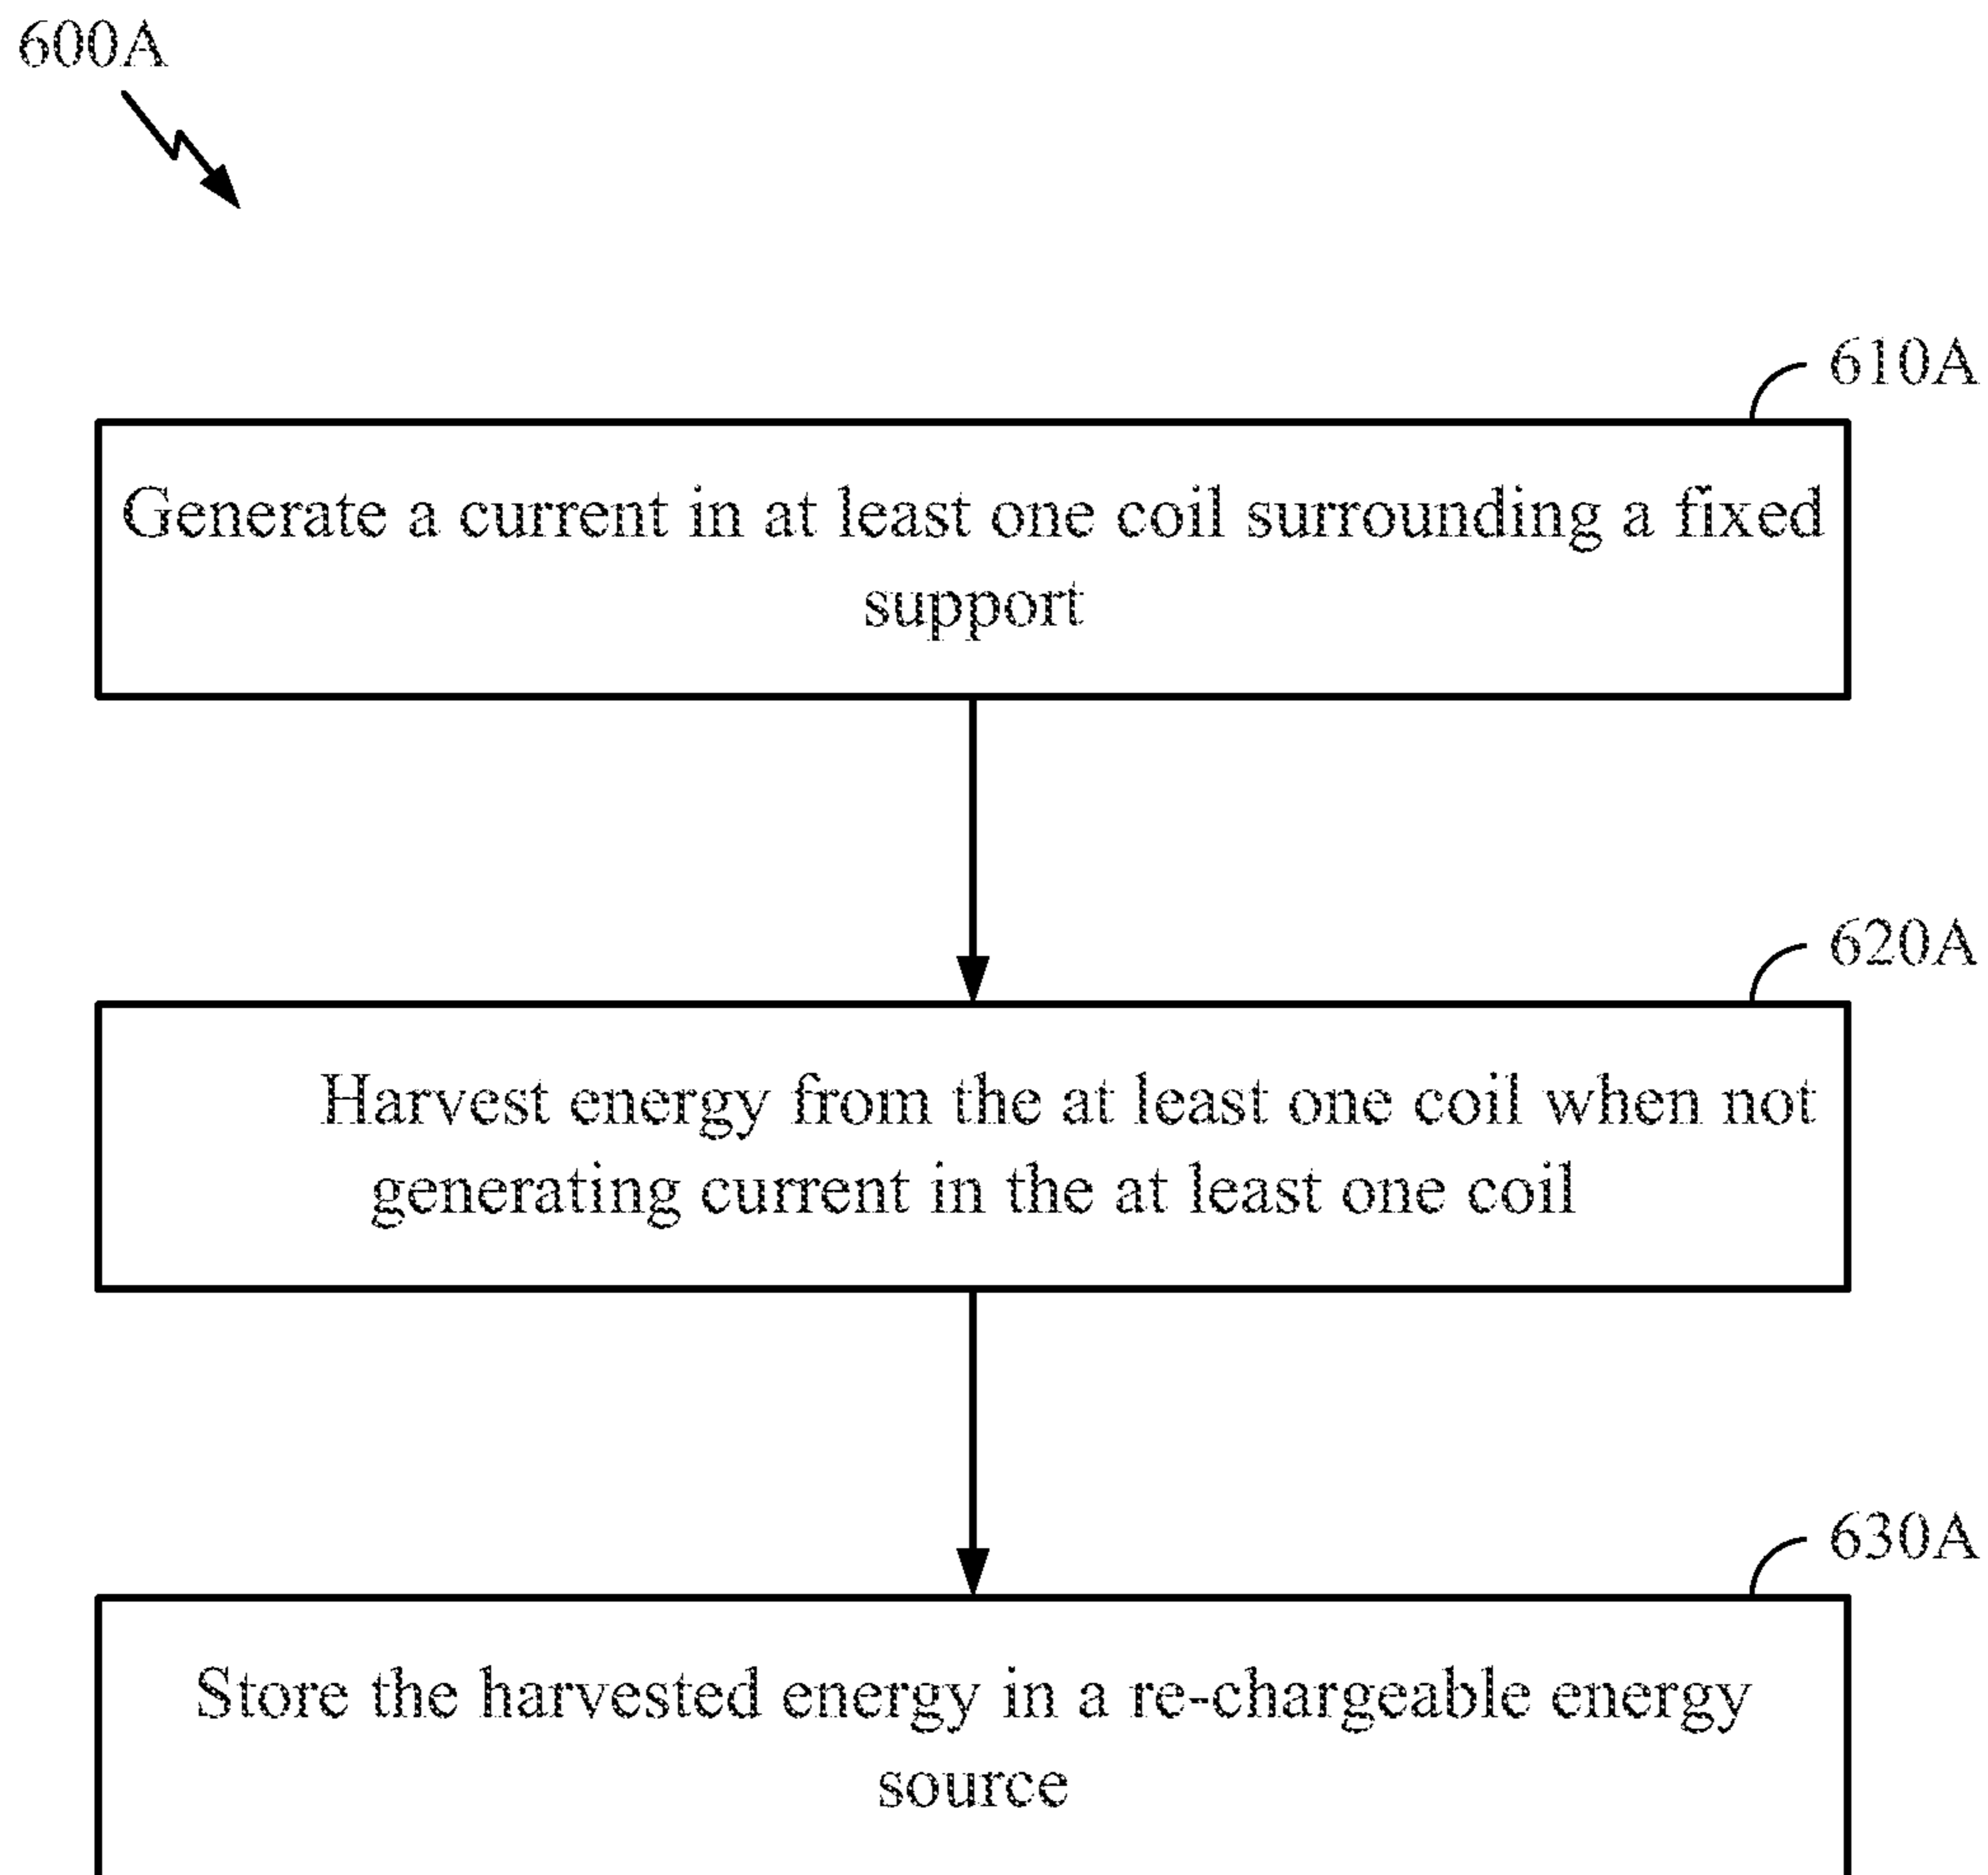 600A
610A
Generate a current in at least one coil surrounding a fixed
support
620A
Harvest energy from the at least one coil when not
generating current in the at least one coil
630A
Store the harvested energy in a re-chargeable energy
source